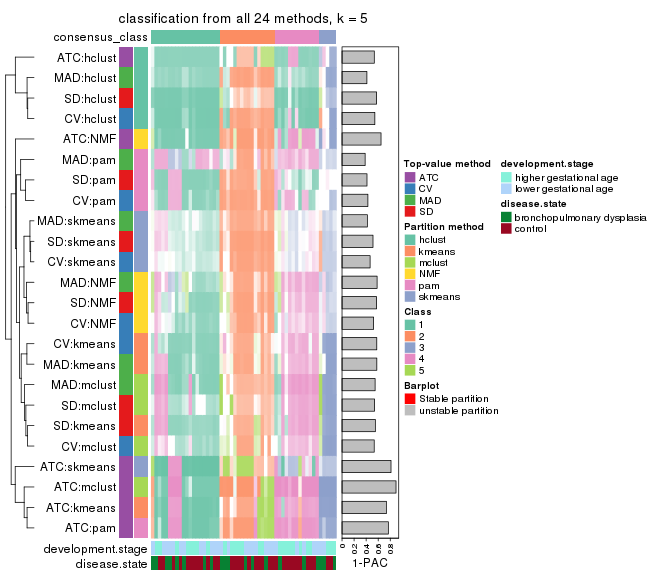 classification from all 24 methods, k = 5
consensus_class
ATC:hclust
MAD:hclust
SD:hclust
CV:hclust
ATC:NMF
MAD:pam
SD:pam
CV:pam
MAD:skmeans
SD:skmeans
CV:skmeans
MAD:NMF
SD:NMF
CV:NMF
CV:kmeans
MAD:kmeans
MAD:mclust
SD:mclust
SD:kmeans
CV:mclust
ATC:skmeans
ATC:mclust
ATC:kmeans
ATC:pam
development.stage
disease.state
0
0.2
0.4
0.6
0.8
1-PAC
Top-value method
ATC
CV
MAD
SD
Partition method
hclust
kmeans
mclust
NMF
pam
skmeans
Class
1
2
3
4
5
Barplot
Stable partition
unstable partition
development.stage
higher gestational age
lower gestational age
disease.state
bronchopulmonary dysplasia
control